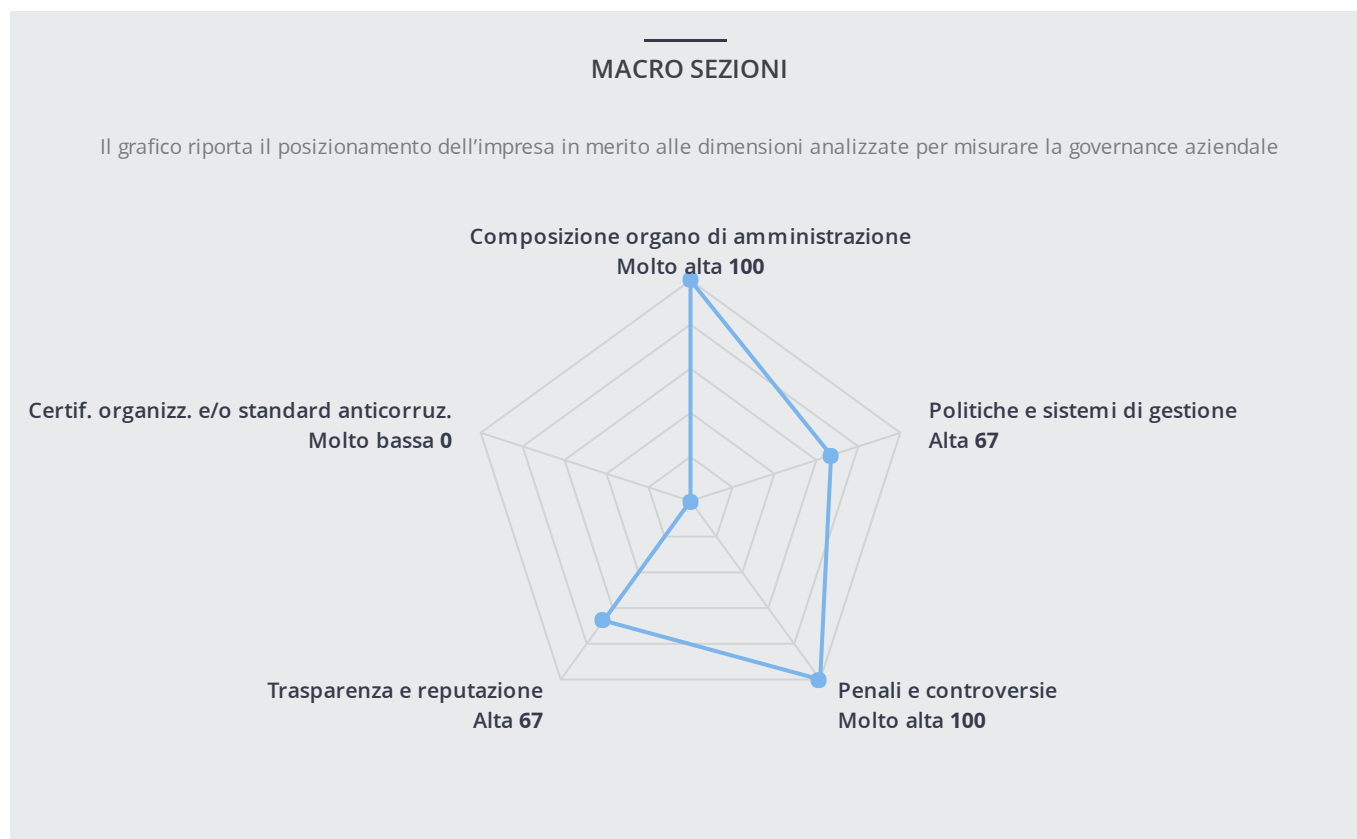 MACRO SEZIONI
Il grafico riporta il posizionamento dell’impresa in merito alle dimensioni analizzate per misurare la governance aziendale
Composizione organo di amministrazione
Molto alta 100
Certif. organizz. e/o standard anticorruz.
Molto bassa 0
Politiche e sistemi di gestione
Alta 67
Trasparenza e reputazione
Alta 67
Penali e controversie
Molto alta 100